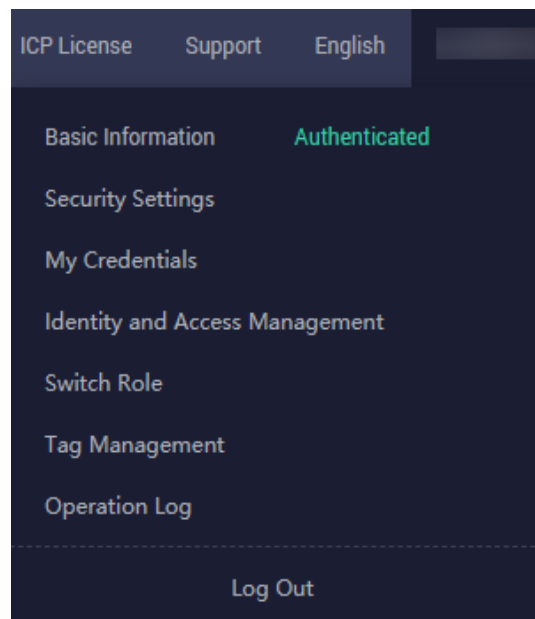 ICP License Support English
Basic Information Authenticated
Security Settings
My Credentials
Identity and Access Management
Switch Role
Tag Management
Operation Log
Log Out